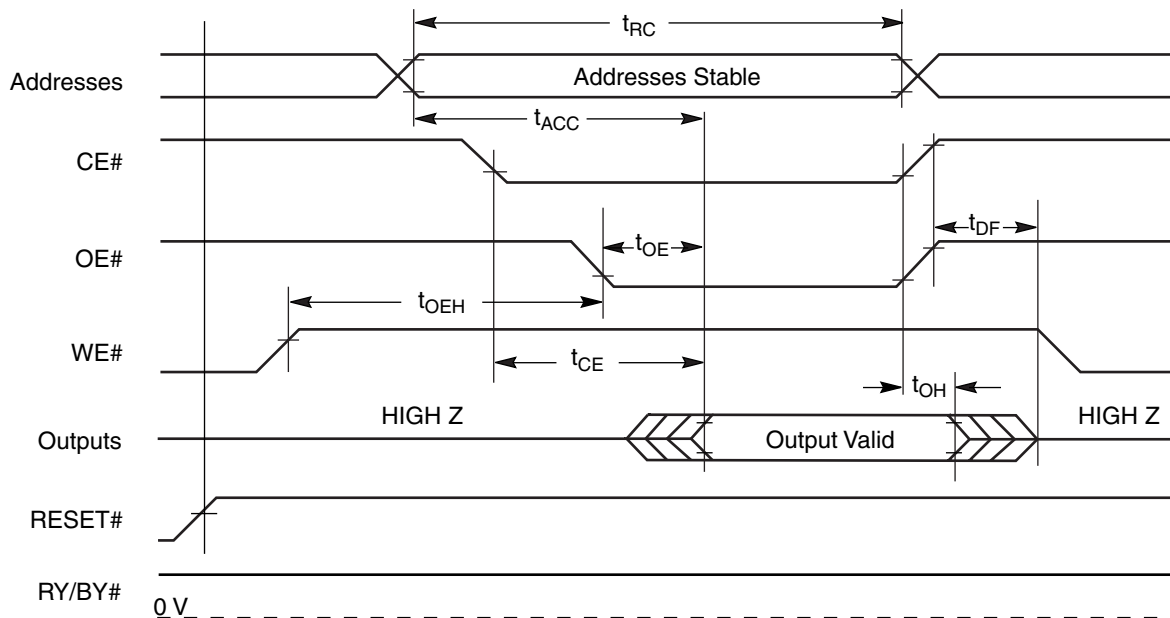 tRC
Addresses
Addresses Stable
tACC
CE#
tDF
OE#
tOE
tOEH
WE#
tCE
tOH
HIGH Z
HIGH Z
Outputs
Output Valid
RESET#
RY/BY#
0 V